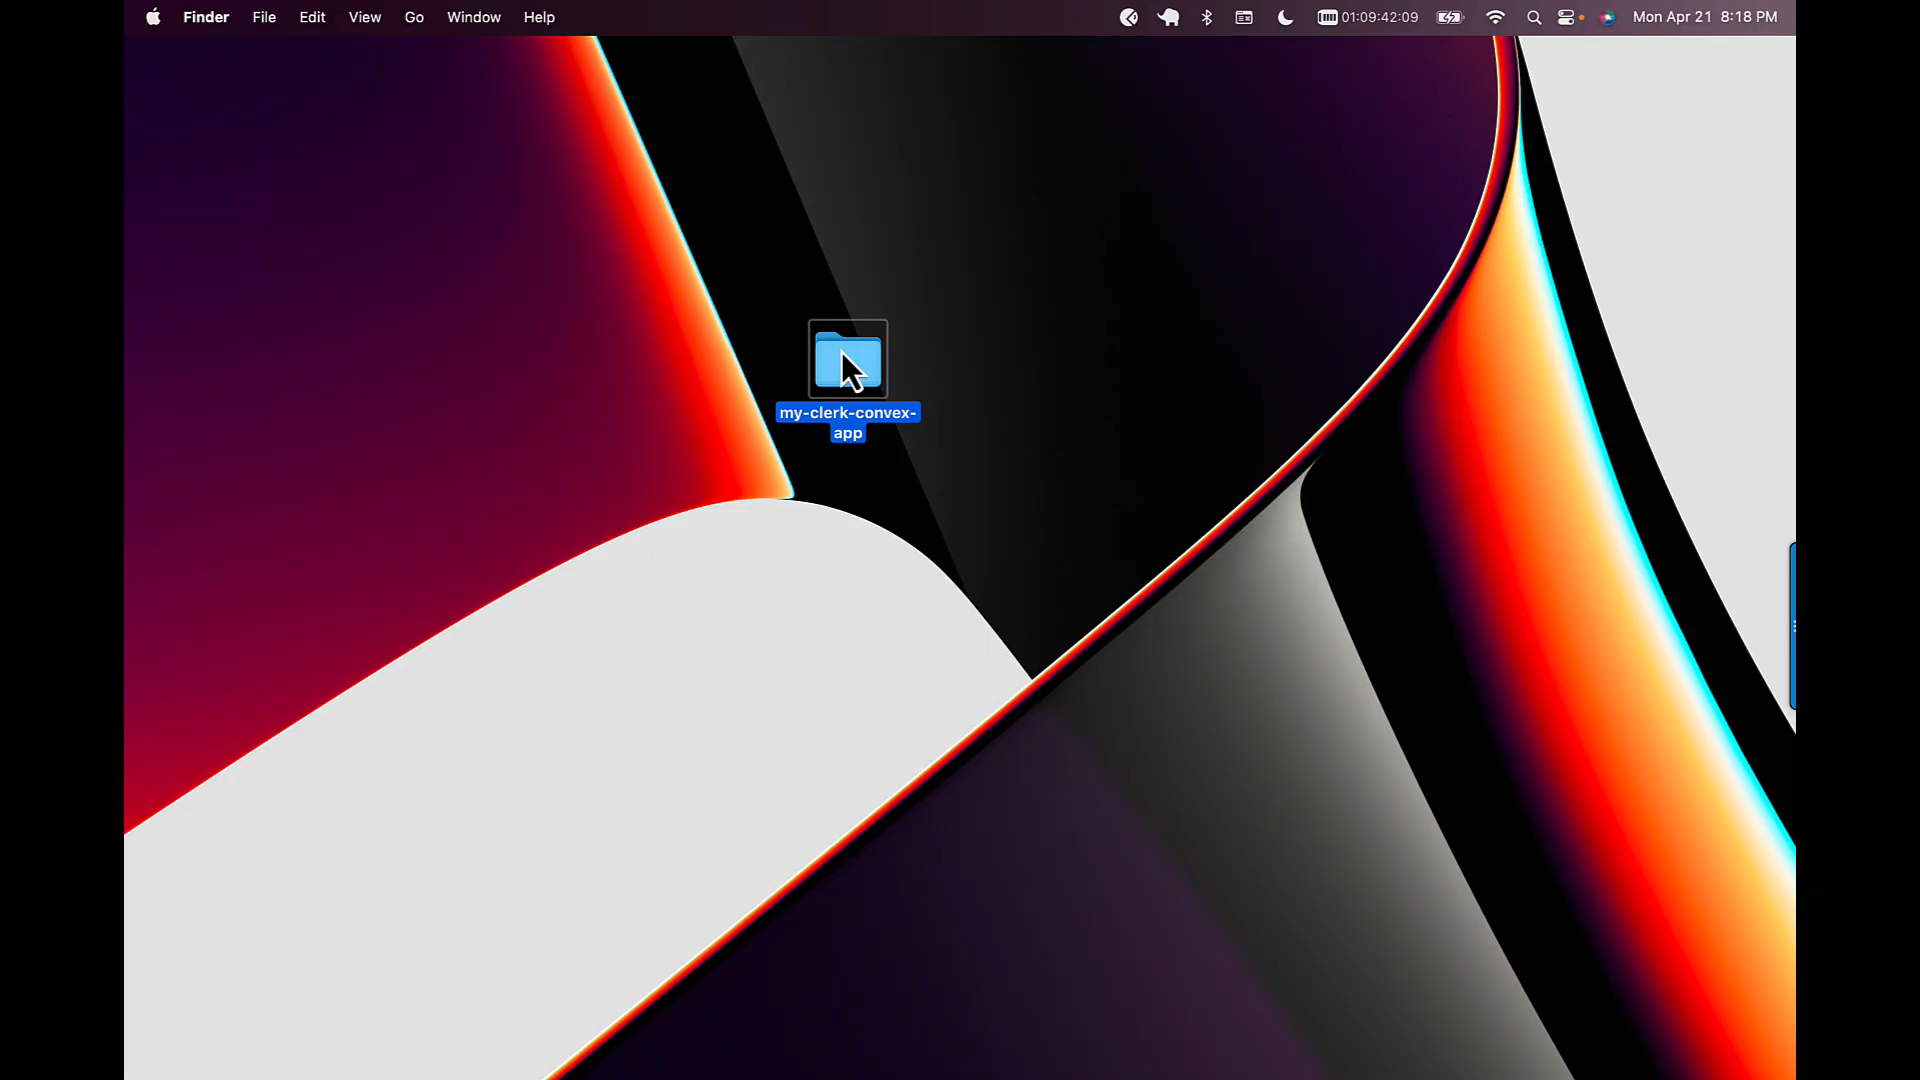 Finder File Edit View Go Window Help 01:09:42:09 Mon Apr 21 8:18 PM
my-clerk-convex-
app